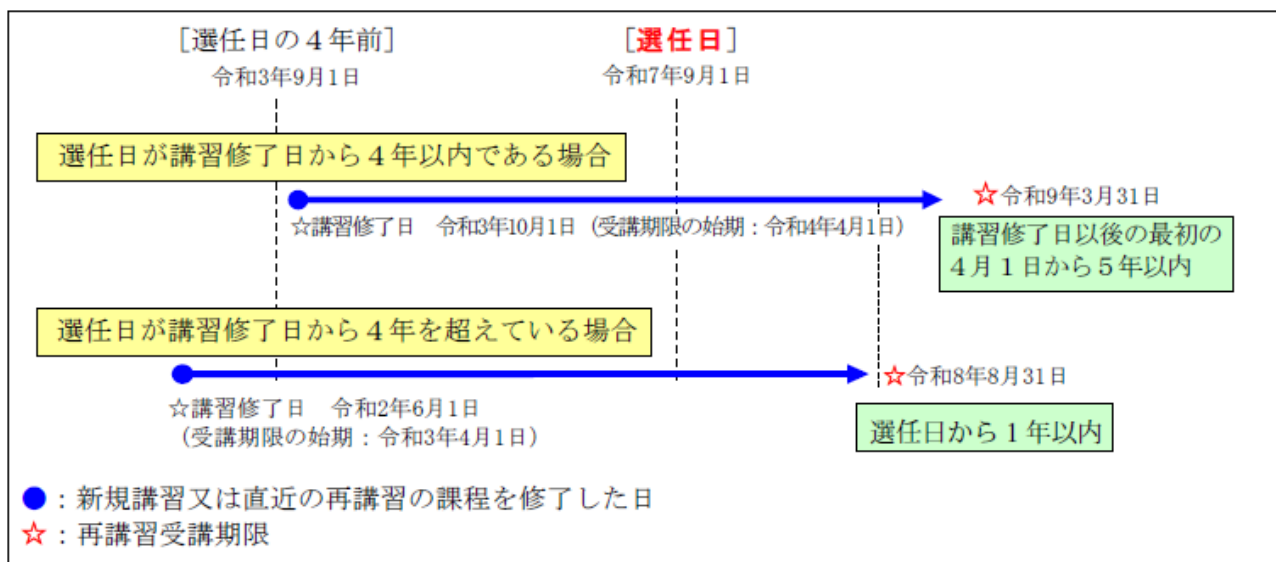 ［選任日の４年前］
［選任日］
令和3年9月1日
令和7年9月1日
選任日が講習修了日から４年以内である場合
☆令和9年3月31日
☆講習修了日　令和3年10月1日（受講期限の始期：令和4年4月1日）
講習修了日以後の最初の
４月１日から５年以内
選任日が講習修了日から４年を超えている場合
☆令和8年8月31日
☆講習修了日　令和2年6月1日
（受講期限の始期：令和3年4月1日）
選任日から１年以内
●：新規講習又は直近の再講習の課程を修了した日
☆：再講習受講期限